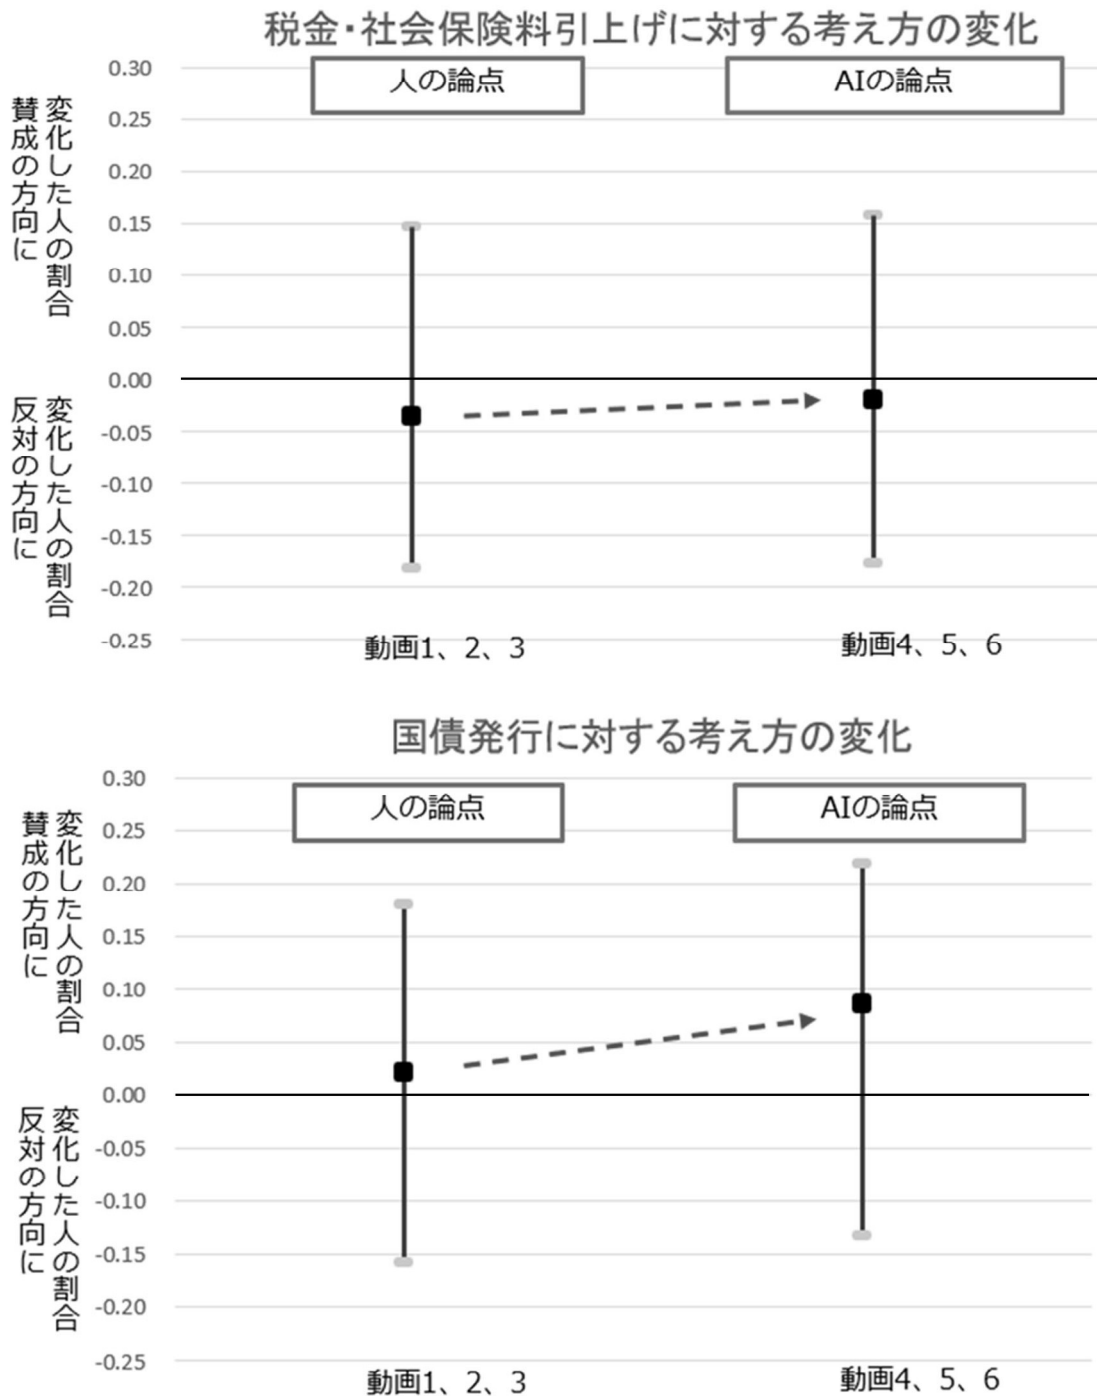 税金・社会保険料引上げに対する考え方の変化
人の論点
AIの論点
賛成の方向に
変化した人の割合
反対の方向に
変化した人の割合
0.30
0.25
0.20
0.15
0.10
0.05
0.00
-0.05
-0.10
-0.15
-0.20
-0.25
動画1、2、3
動画4、5、6
国債発行に対する考え方の変化
人の論点
AIの論点
賛成の方向に
変化した人の割合
反対の方向に
変化した人の割合
0.30
0.25
0.20
0.15
0.10
0.05
0.00
-0.05
-0.10
-0.15
-0.20
-0.25
動画1、2、3
動画4、5、6